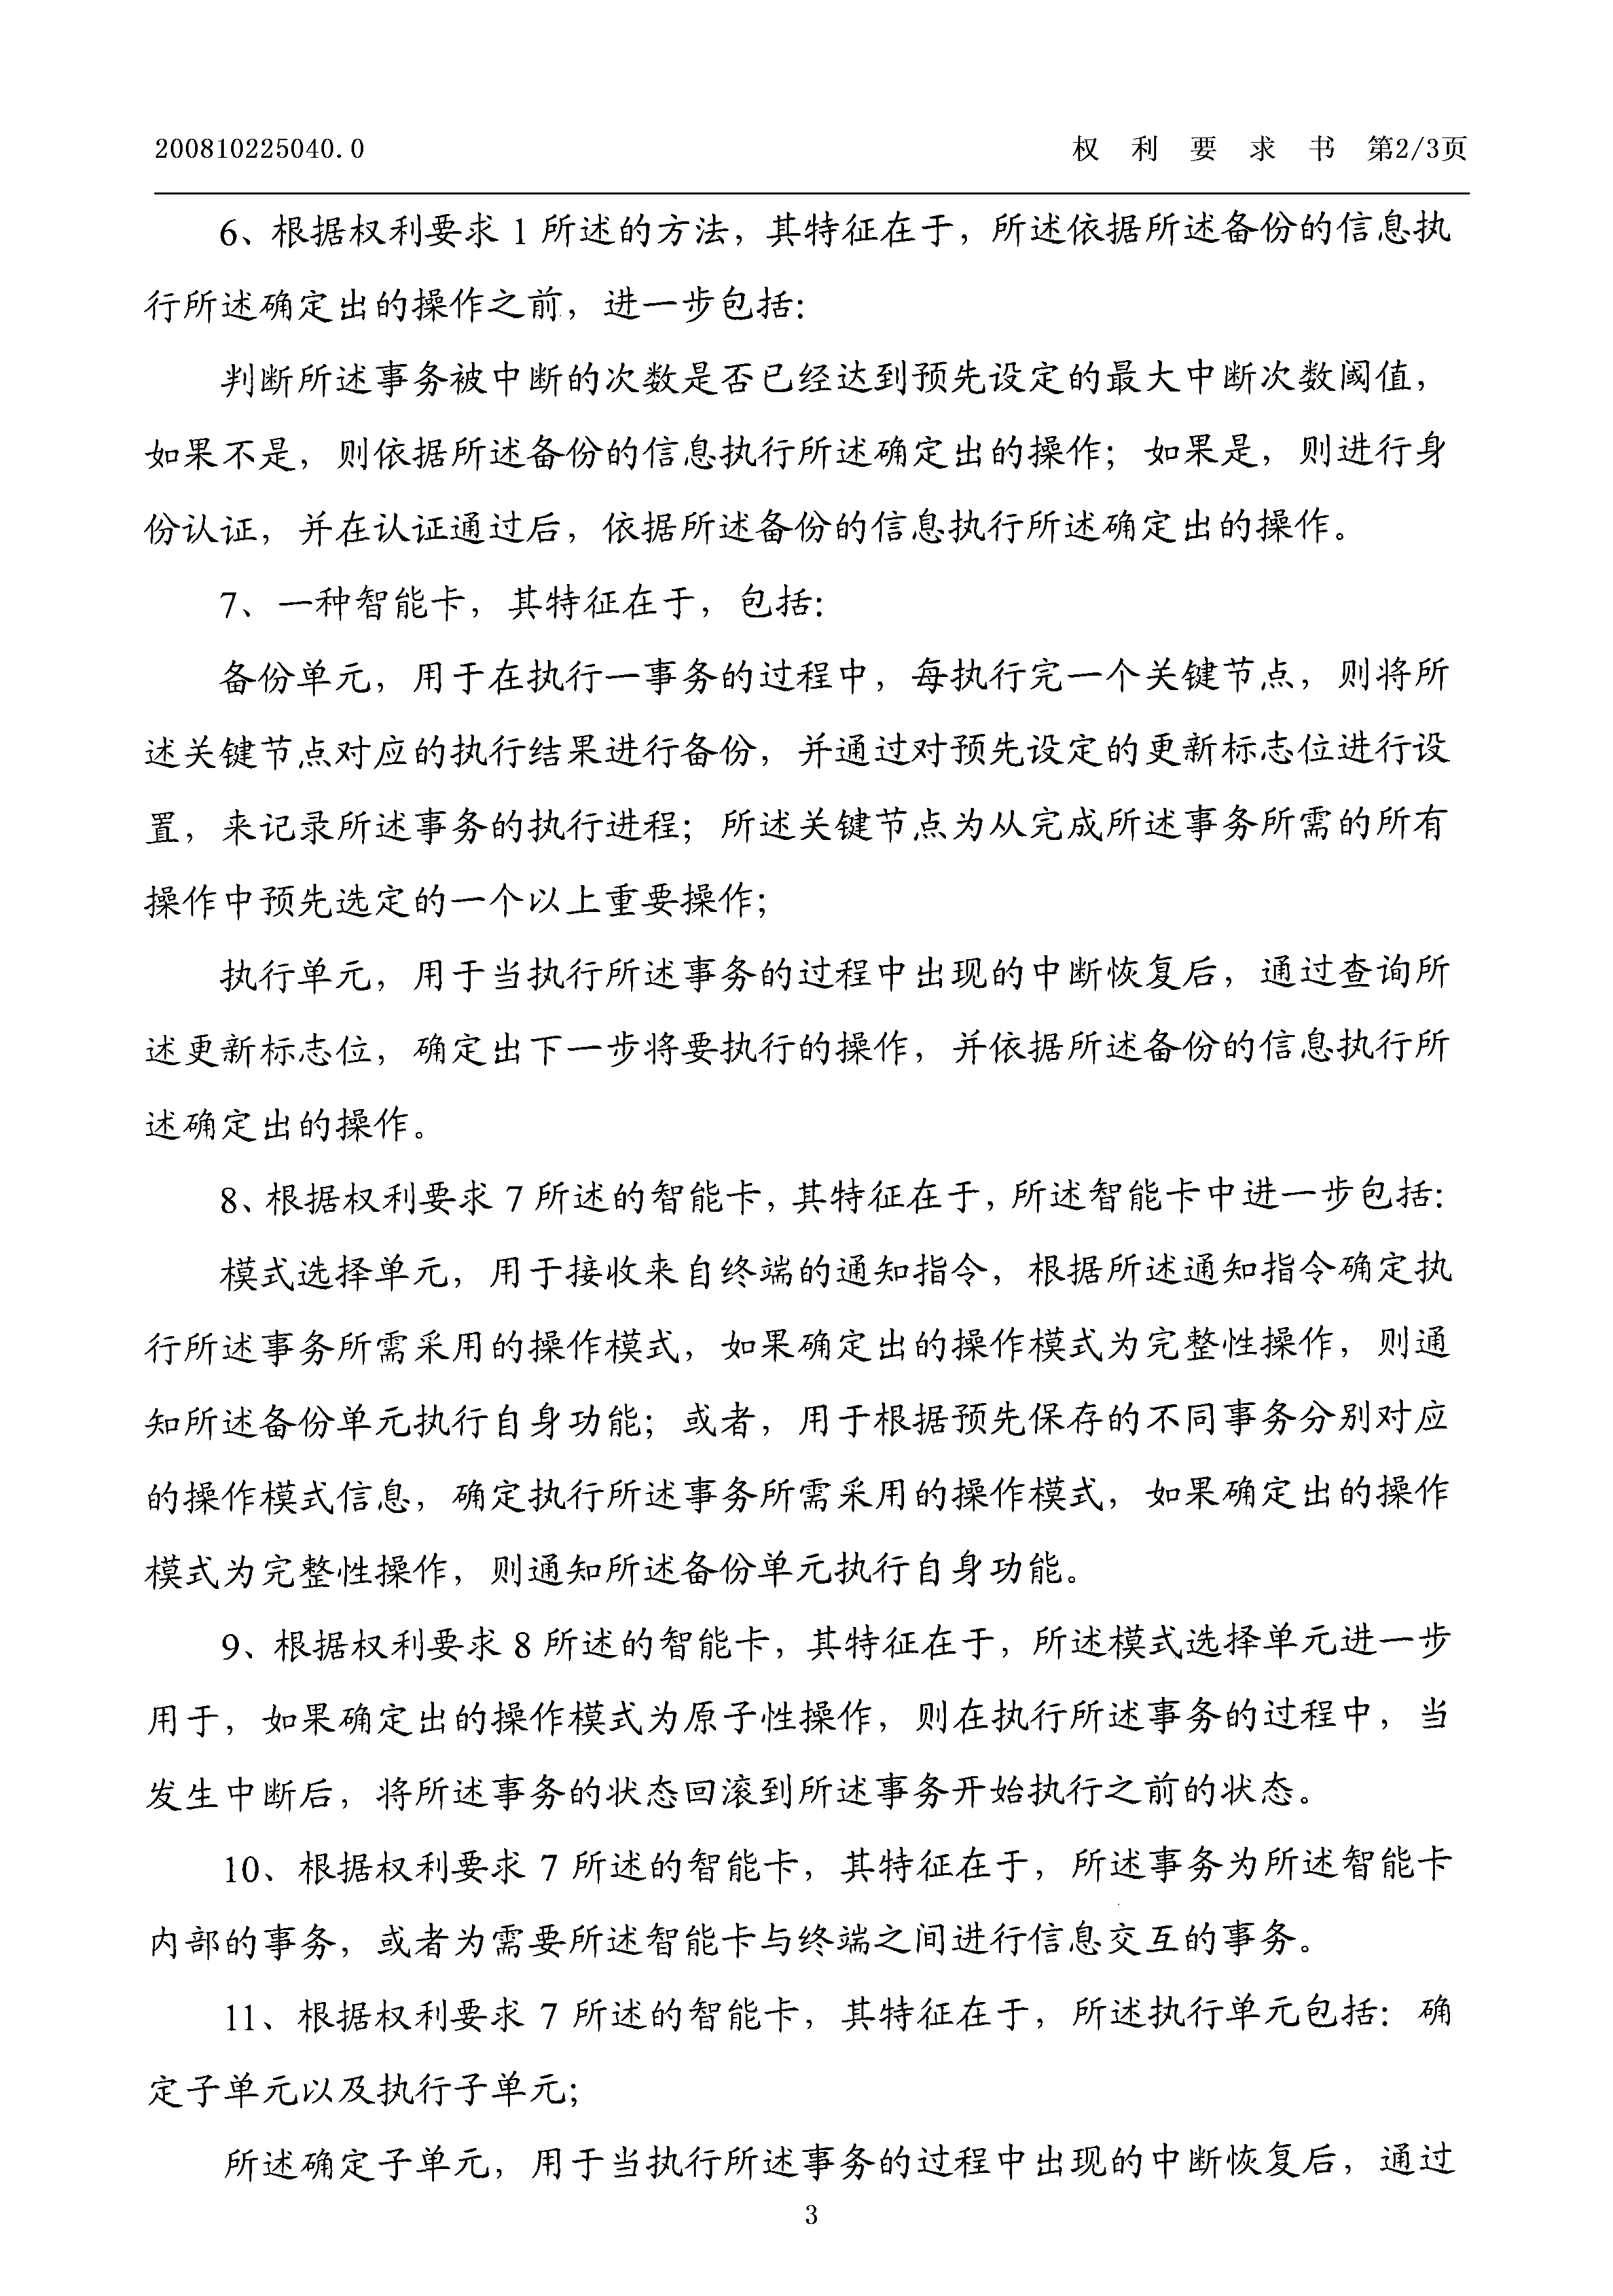 200810225040.0 权 利 要 求 书 第2/3页
6、根据权利要求 1 所述的方法，其特征在于，所述依据所述备份的信息执
行所述确定出的操作之前，进一步包括：
判断所述事务被中断的次数是否已经达到预先设定的最大中断次数阈值，
如果不是，则依据所述备份的信息执行所述确定出的操作；如果是，则进行身
份认证，并在认证通过后，依据所述备份的信息执行所述确定出的操作。
7、一种智能卡，其特征在于，包括：
备份单元，用于在执行一事务的过程中，每执行完一个关键节点，则将所
述关键节点对应的执行结果进行备份，并通过对预先设定的更新标志位进行设
置，来记录所述事务的执行进程；所述关键节点为从完成所述事务所需的所有
操作中预先选定的一个以上重要操作；
执行单元，用于当执行所述事务的过程中出现的中断恢复后，通过查询所
述更新标志位，确定出下一步将要执行的操作，并依据所述备份的信息执行所
述确定出的操作。
8、根据权利要求 7 所述的智能卡，其特征在于，所述智能卡中进一步包括：
模式选择单元，用于接收来自终端的通知指令，根据所述通知指令确定执
行所述事务所需采用的操作模式，如果确定出的操作模式为完整性操作，则通
知所述备份单元执行自身功能；或者，用于根据预先保存的不同事务分别对应
的操作模式信息，确定执行所述事务所需采用的操作模式，如果确定出的操作
模式为完整性操作，则通知所述备份单元执行自身功能。
9、根据权利要求 8 所述的智能卡，其特征在于，所述模式选择单元进一步
用于，如果确定出的操作模式为原子性操作，则在执行所述事务的过程中，当
发生中断后，将所述事务的状态回滚到所述事务开始执行之前的状态。
10、根据权利要求 7 所述的智能卡，其特征在于，所述事务为所述智能卡
内部的事务，或者为需要所述智能卡与终端之间进行信息交互的事务。
11、根据权利要求 7 所述的智能卡，其特征在于，所述执行单元包括：确
定子单元以及执行子单元；
所述确定子单元，用于当执行所述事务的过程中出现的中断恢复后，通过
3